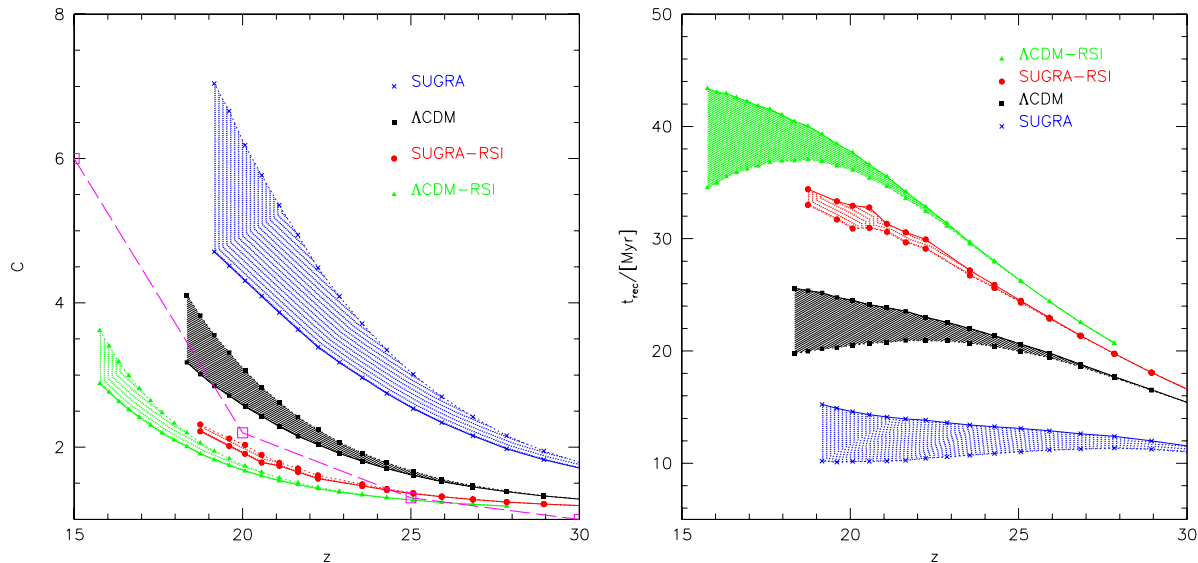 8
6
4
2
C
15
20
25
30
z
SUGRA
ΛCDM
SUGRA−RSI
ΛCDM−RSI
50
40
30
20
10
t_rec/[Myr]
15
20
25
30
z
ΛCDM−RSI
SUGRA−RSI
ΛCDM
SUGRA